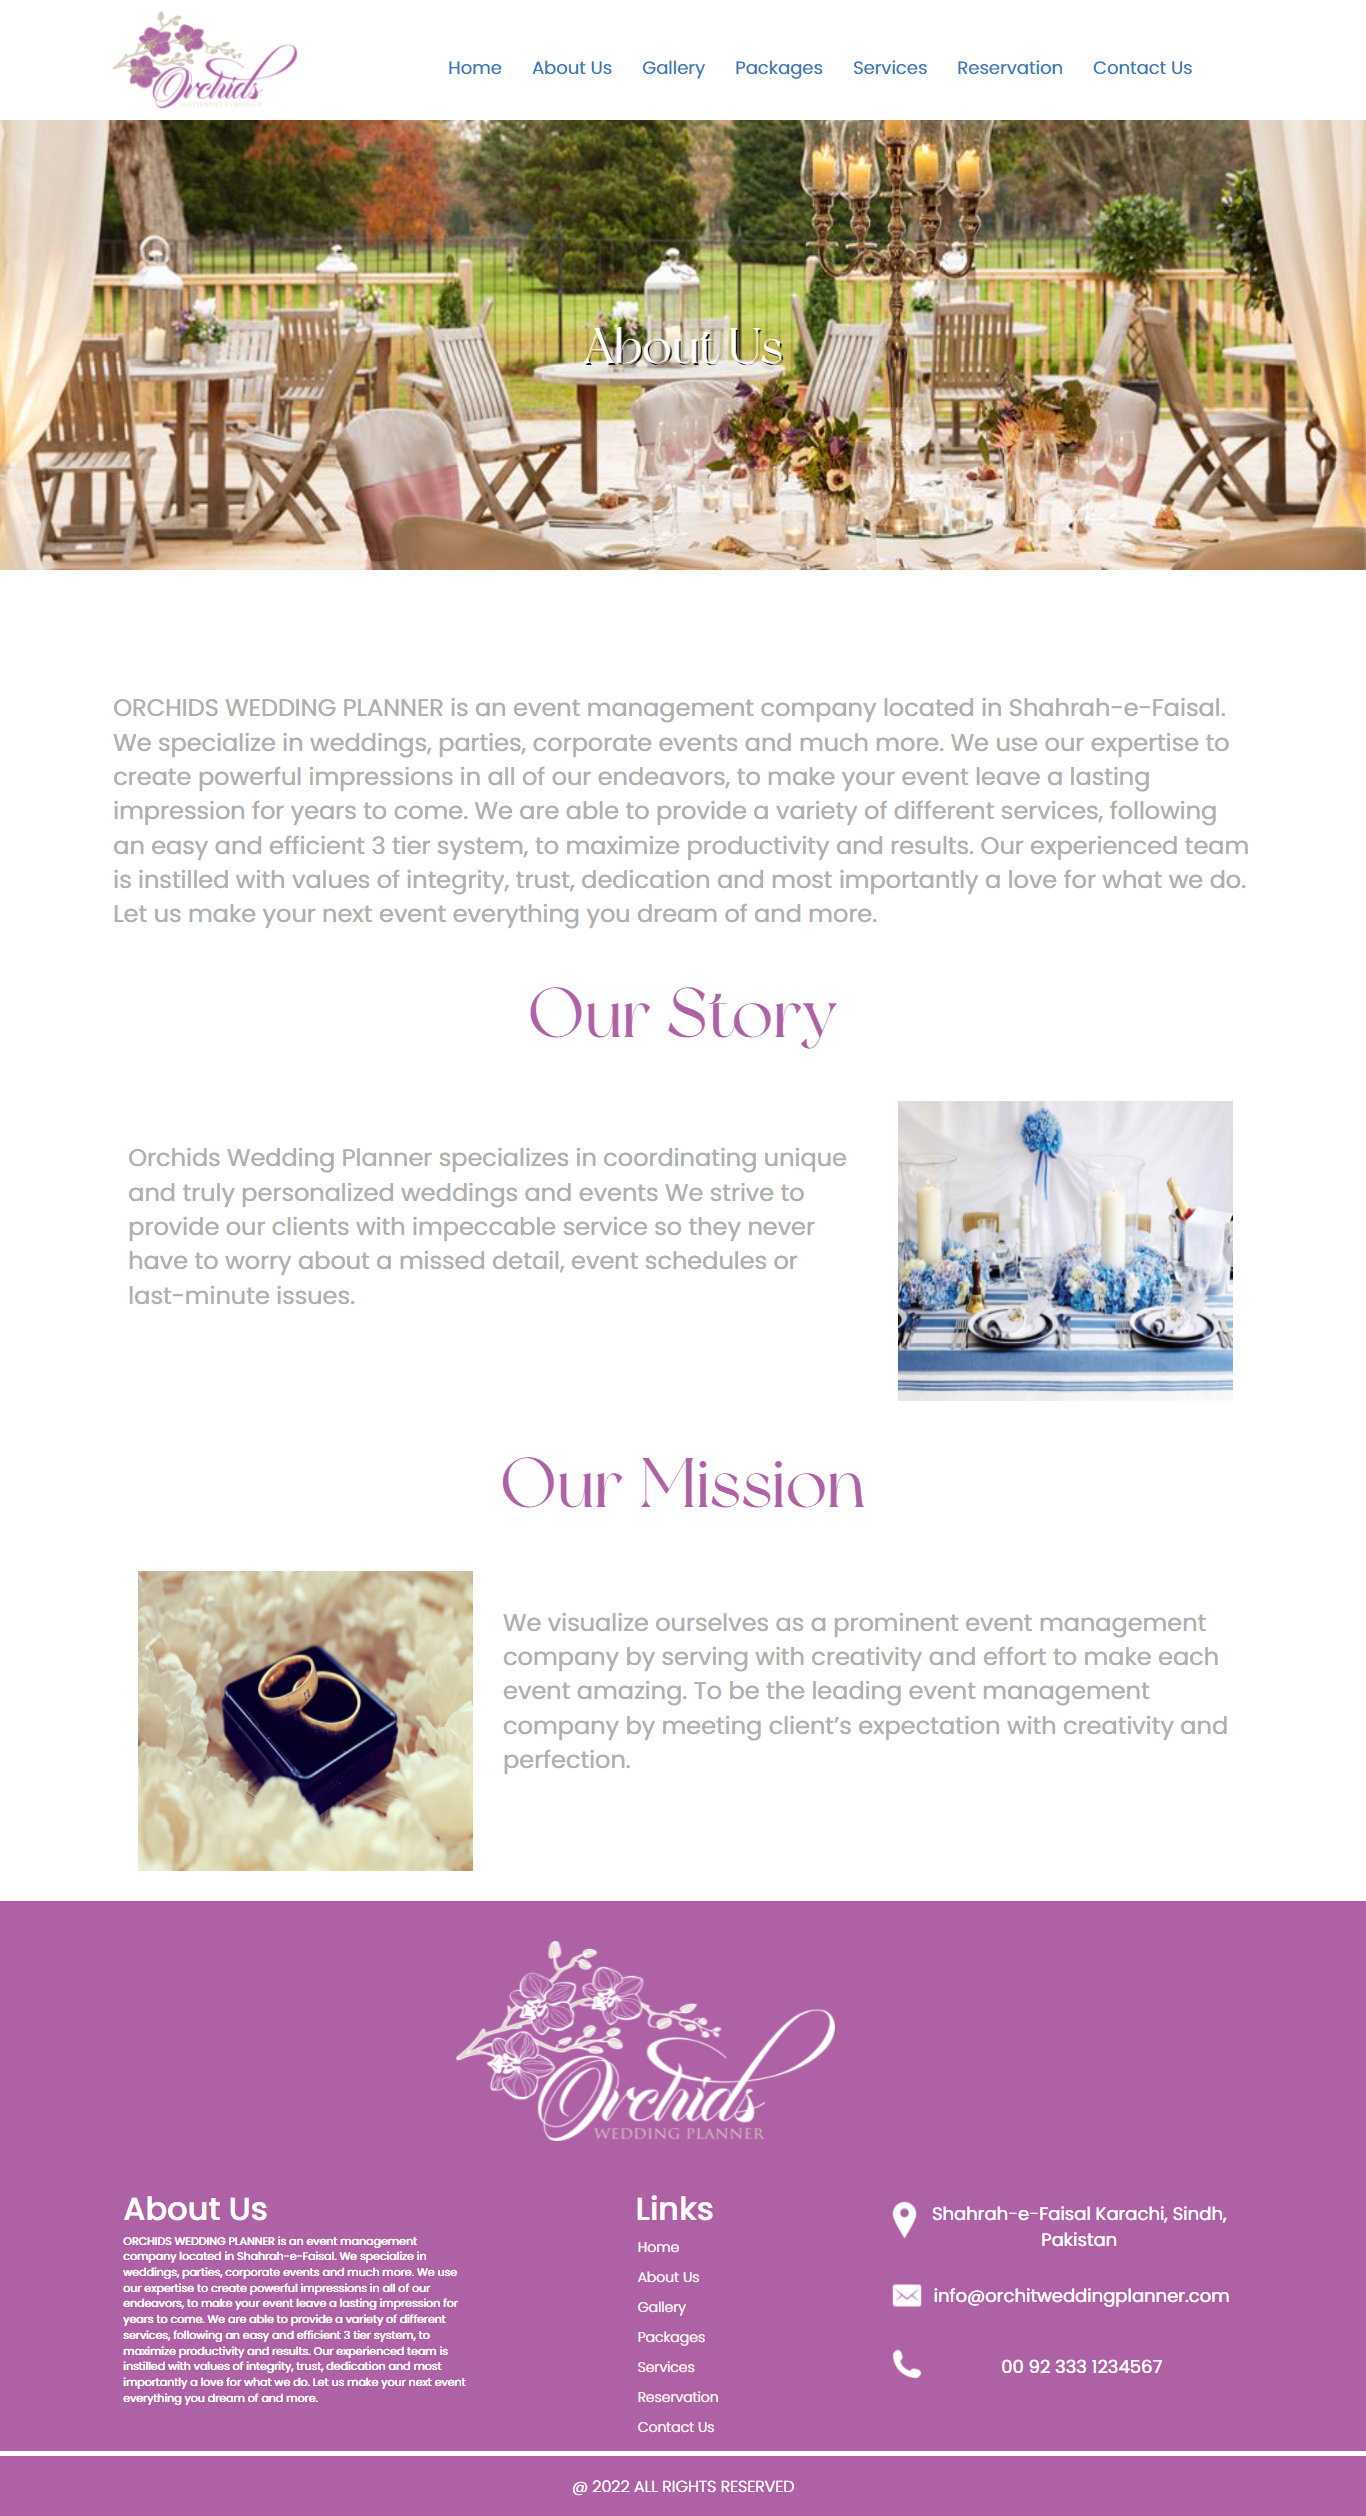 Orchids
WEDDING PLANNER
Home About Us Gallery Packages Services Reservation Contact Us
About Us
ORCHIDS WEDDING PLANNER is an event management company located in Shahrah-e-Faisal.
We specialize in weddings, parties, corporate events and much more. We use our expertise to
create powerful impressions in all of our endeavors, to make your event leave a lasting
impression for years to come. We are able to provide a variety of different services, following
an easy and efficient 3 tier system, to maximize productivity and results. Our experienced team
is instilled with values of integrity, trust, dedication and most importantly a love for what we do.
Let us make your next event everything you dream of and more.
Our Story
Orchids Wedding Planner specializes in coordinating unique
and truly personalized weddings and events We strive to
provide our clients with impeccable service so they never
have to worry about a missed detail, event schedules or
last-minute issues.
Our Mission
We visualize ourselves as a prominent event management
company by serving with creativity and effort to make each
event amazing. To be the leading event management
company by meeting client’s expectation with creativity and
perfection.
Orchids
WEDDING PLANNER
About Us
ORCHIDS WEDDING PLANNER is an event management
company located in Shahrah-e-Faisal. We specialize in
weddings, parties, corporate events and much more. We use
our expertise to create powerful impressions in all of our
endeavors, to make your event leave a lasting impression for
years to come. We are able to provide a variety of different
services, following an easy and efficient 3 tier system, to
maximize productivity and results. Our experienced team is
instilled with values of integrity, trust, dedication and most
importantly a love for what we do. Let us make your next event
everything you dream of and more.
Links
Home
About Us
Gallery
Packages
Services
Reservation
Contact Us
Shahrah-e-Faisal Karachi, Sindh,
Pakistan
info@orchitweddingplanner.com
00 92 333 1234567
@ 2022 ALL RIGHTS RESERVED